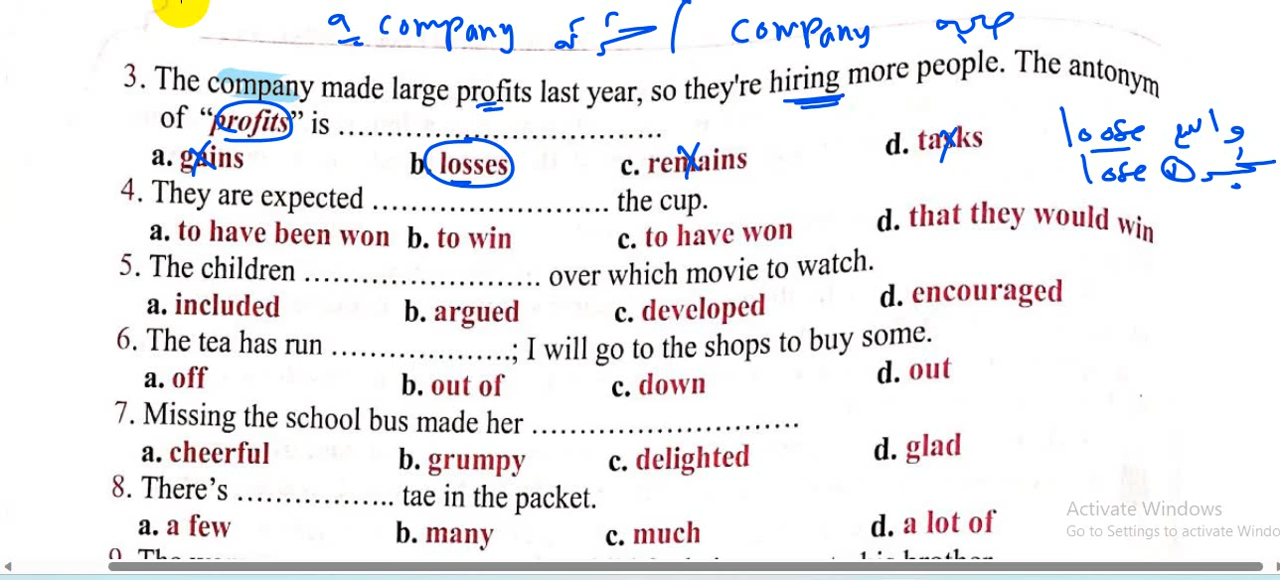 a company company
3. The company made large profits last year, so they're hiring more people. The antonym
of “profits” is ....................................
a. gains b. losses c. remains d. tasks
loose واسع
lose
4. They are expected .......................... the cup.
a. to have been won b. to win c. to have won d. that they would win
5. The children .......................... over which movie to watch.
a. included b. argued c. developed d. encouraged
6. The tea has run ....................; I will go to the shops to buy some.
a. off b. out of c. down d. out
7. Missing the school bus made her .............................
a. cheerful b. grumpy c. delighted d. glad
8. There’s ................. tae in the packet.
a. a few b. many c. much d. a lot of
Activate Windows
Go to Settings to activate Windo